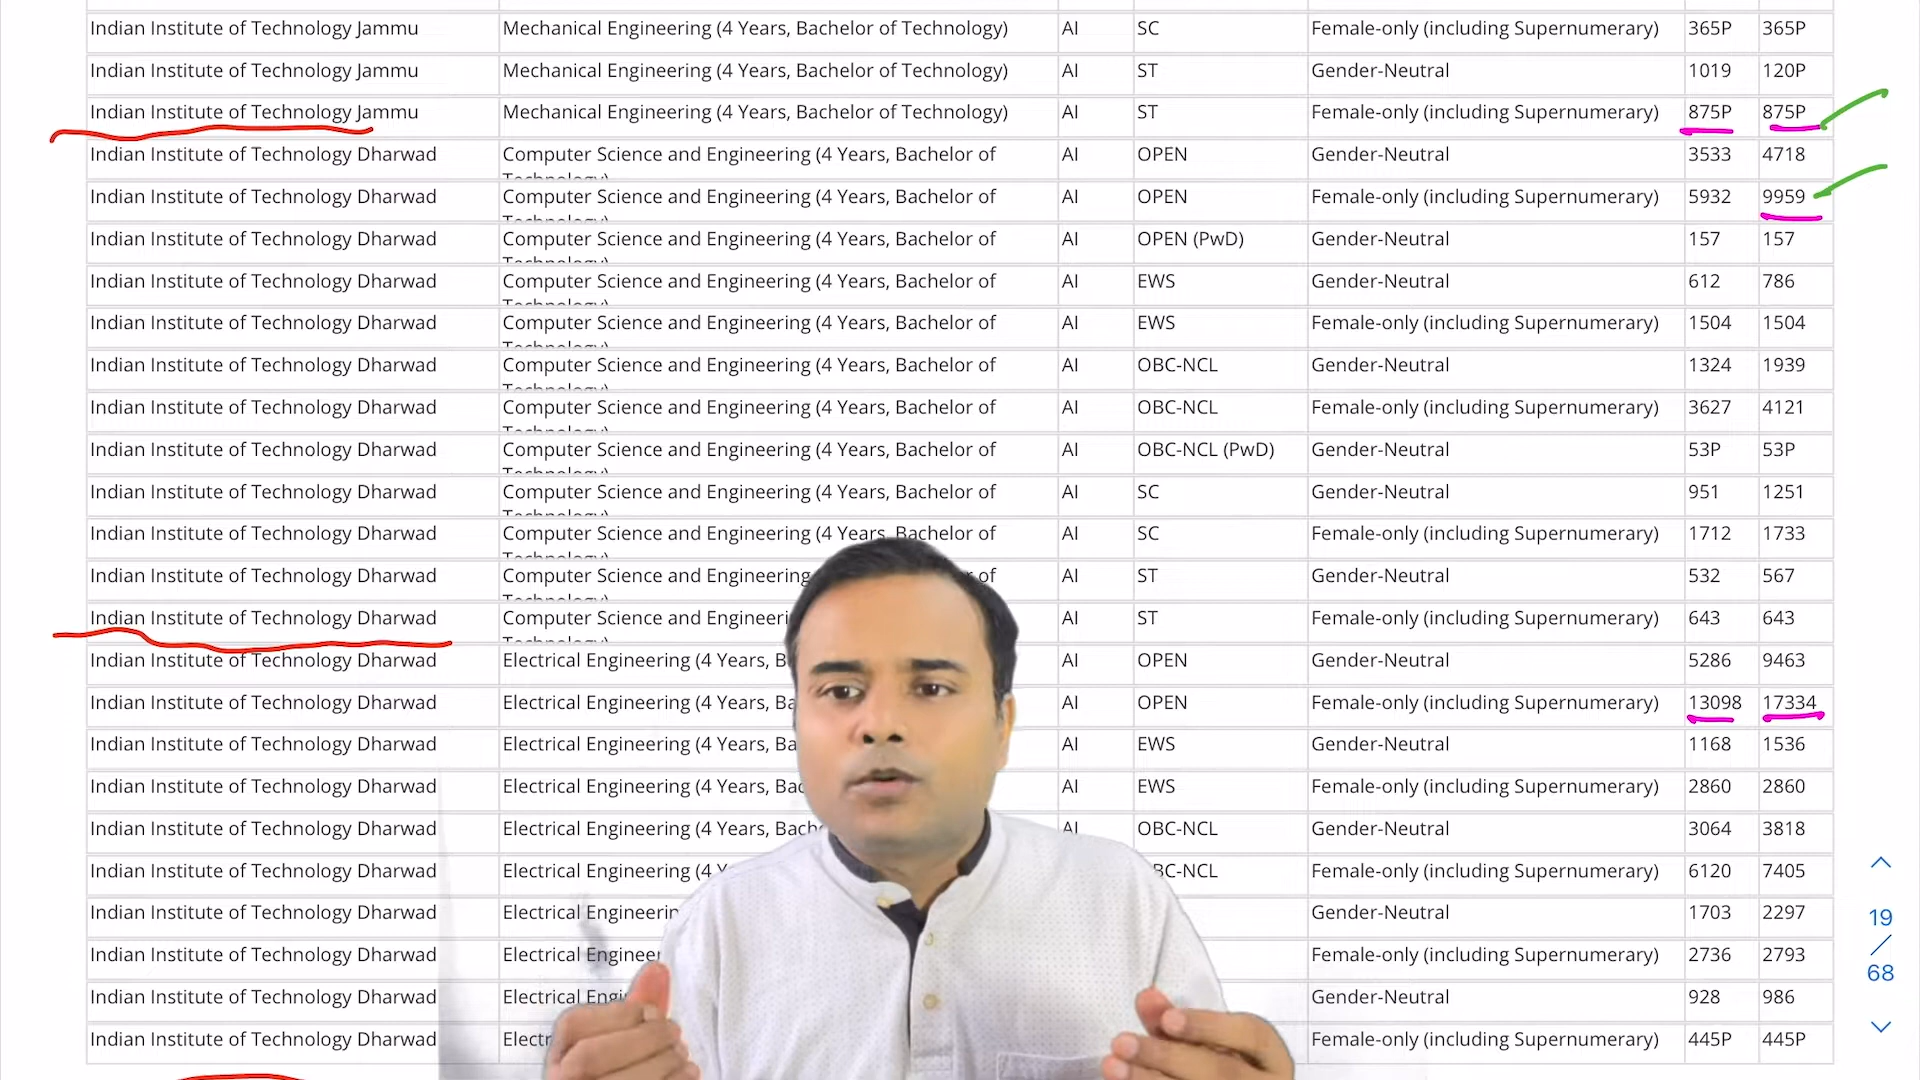 Indian Institute of Technology Jammu Mechanical Engineering (4 Years, Bachelor of Technology) AI SC Female-only (including Supernumerary) 365P 365P
Indian Institute of Technology Jammu Mechanical Engineering (4 Years, Bachelor of Technology) AI ST Gender-Neutral 1019 120P
Indian Institute of Technology Jammu Mechanical Engineering (4 Years, Bachelor of Technology) AI ST Female-only (including Supernumerary) 875P 875P
Indian Institute of Technology Dharwad Computer Science and Engineering (4 Years, Bachelor of AI OPEN Gender-Neutral 3533 4718
Indian Institute of Technology Dharwad Computer Science and Engineering (4 Years, Bachelor of AI OPEN Female-only (including Supernumerary) 5932 9959
Indian Institute of Technology Dharwad Computer Science and Engineering (4 Years, Bachelor of AI OPEN (PwD) Gender-Neutral 157 157
Indian Institute of Technology Dharwad Computer Science and Engineering (4 Years, Bachelor of AI EWS Gender-Neutral 612 786
Indian Institute of Technology Dharwad Computer Science and Engineering (4 Years, Bachelor of AI EWS Female-only (including Supernumerary) 1504 1504
Indian Institute of Technology Dharwad Computer Science and Engineering (4 Years, Bachelor of AI OBC-NCL Gender-Neutral 1324 1939
Indian Institute of Technology Dharwad Computer Science and Engineering (4 Years, Bachelor of AI OBC-NCL Female-only (including Supernumerary) 3627 4121
Indian Institute of Technology Dharwad Computer Science and Engineering (4 Years, Bachelor of AI OBC-NCL (PwD) Gender-Neutral 53P 53P
Indian Institute of Technology Dharwad Computer Science and Engineering (4 Years, Bachelor of AI SC Gender-Neutral 951 1251
Indian Institute of Technology Dharwad Computer Science and Engineering (4 Years, Bachelor of AI SC Female-only (including Supernumerary) 1712 1733
Indian Institute of Technology Dharwad Computer Science and Engineering of AI ST Gender-Neutral 532 567
Indian Institute of Technology Dharwad Computer Science and Engineeri AI ST Female-only (including Supernumerary) 643 643
Indian Institute of Technology Dharwad Electrical Engineering (4 Years, B AI OPEN Gender-Neutral 5286 9463
Indian Institute of Technology Dharwad Electrical Engineering (4 Years, Ba AI OPEN Female-only (including Supernumerary) 13098 17334
Indian Institute of Technology Dharwad Electrical Engineering (4 Years, Ba AI EWS Gender-Neutral 1168 1536
Indian Institute of Technology Dharwad Electrical Engineering (4 Years, Bac AI EWS Female-only (including Supernumerary) 2860 2860
Indian Institute of Technology Dharwad Electrical Engineering (4 Years, Bach AI OBC-NCL Gender-Neutral 3064 3818
Indian Institute of Technology Dharwad Electrical Engineering (4 Y BC-NCL Female-only (including Supernumerary) 6120 7405
Indian Institute of Technology Dharwad Electrical Engineerin Gender-Neutral 1703 2297
Indian Institute of Technology Dharwad Electrical Engineer Female-only (including Supernumerary) 2736 2793
Indian Institute of Technology Dharwad Electrical Engi Gender-Neutral 928 986
Indian Institute of Technology Dharwad Electr Female-only (including Supernumerary) 445P 445P
19
/
68